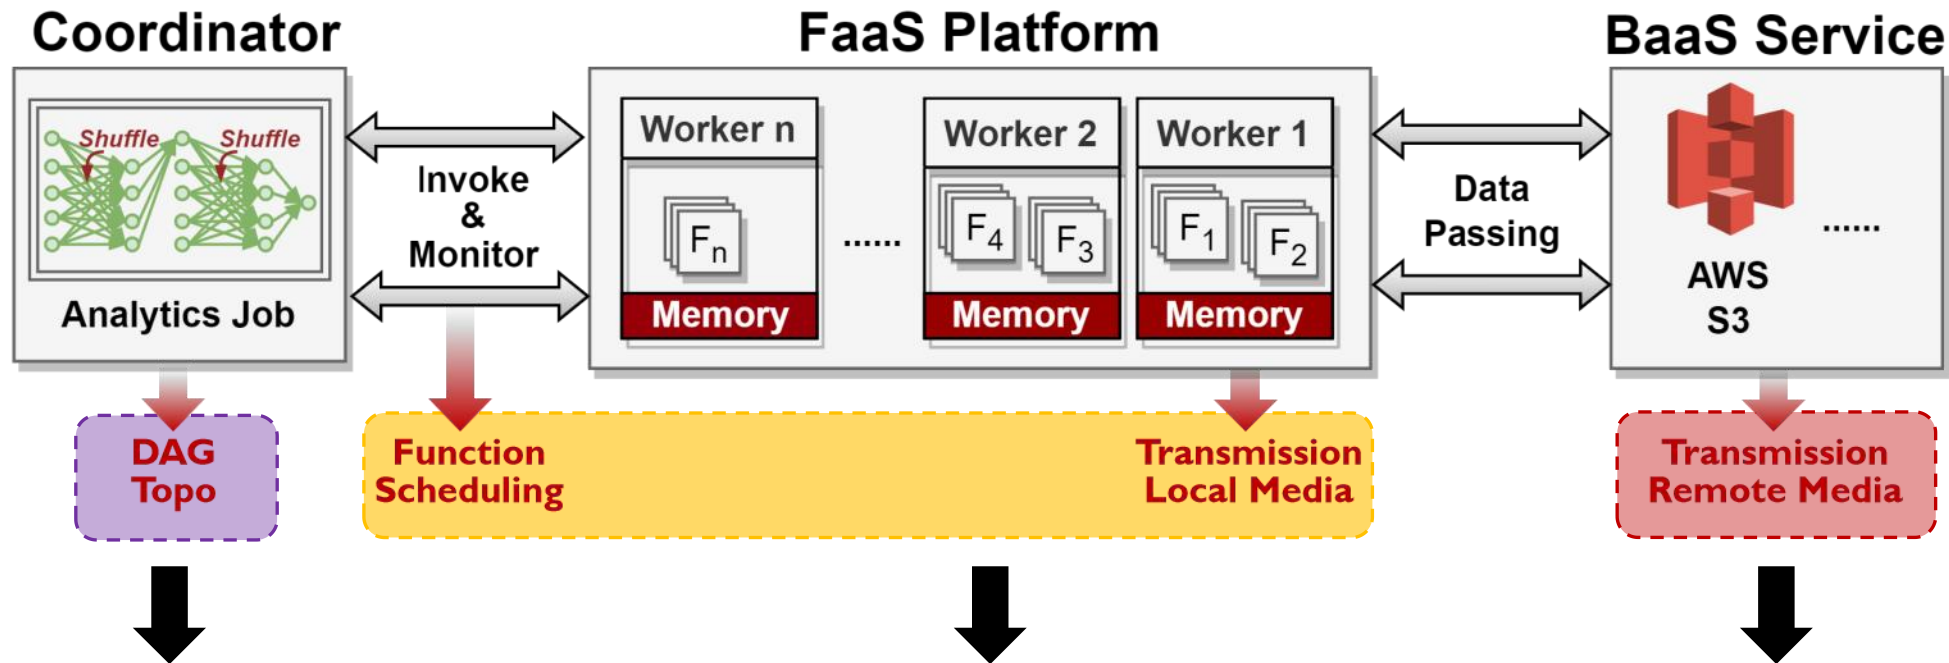 Coordinator
FaaS Platform
BaaS Service
Shuffle
Shuffle
Analytics Job
Invoke
&
Monitor
Worker n
Worker 2
Worker 1
Fn
......
F4
F3
F1
F2
Memory
Memory
Memory
Data
Passing
AWS
S3
......
DAG
Topo
Function
Scheduling
Transmission
Local Media
Transmission
Remote Media